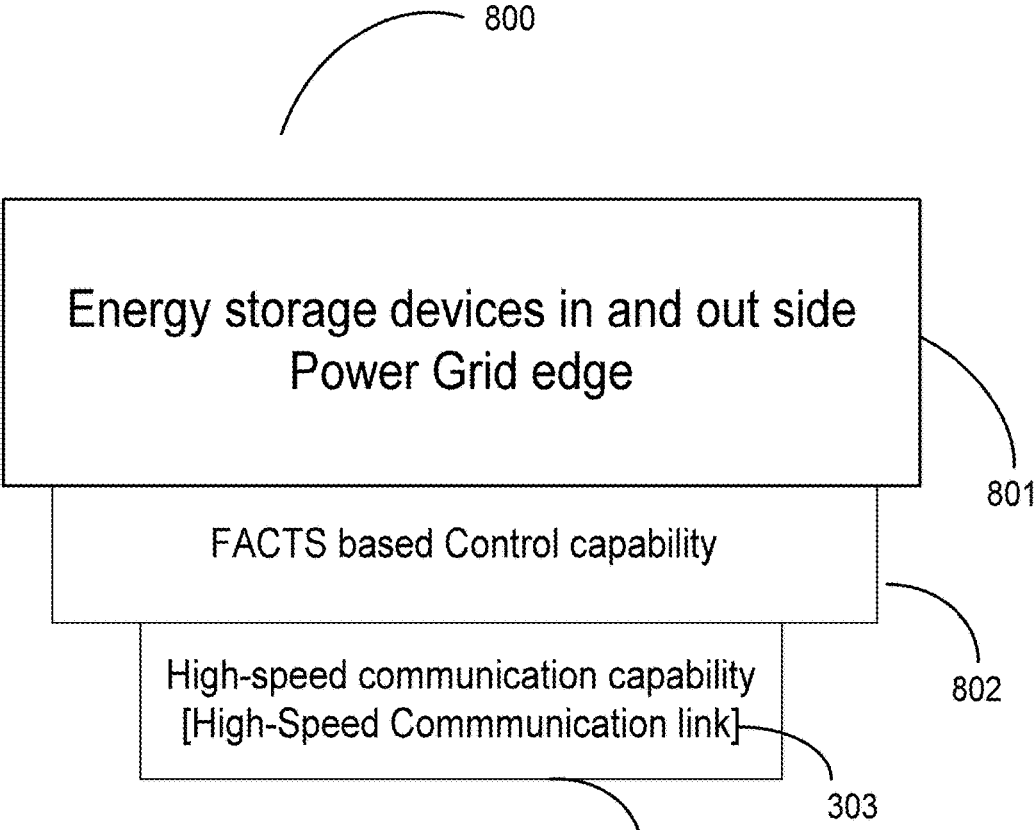 800
Energy storage devices in and out side
Power Grid edge
801
FACTS based Control capability
802
High-speed communication capability
[High-Speed Commmunication link]
303